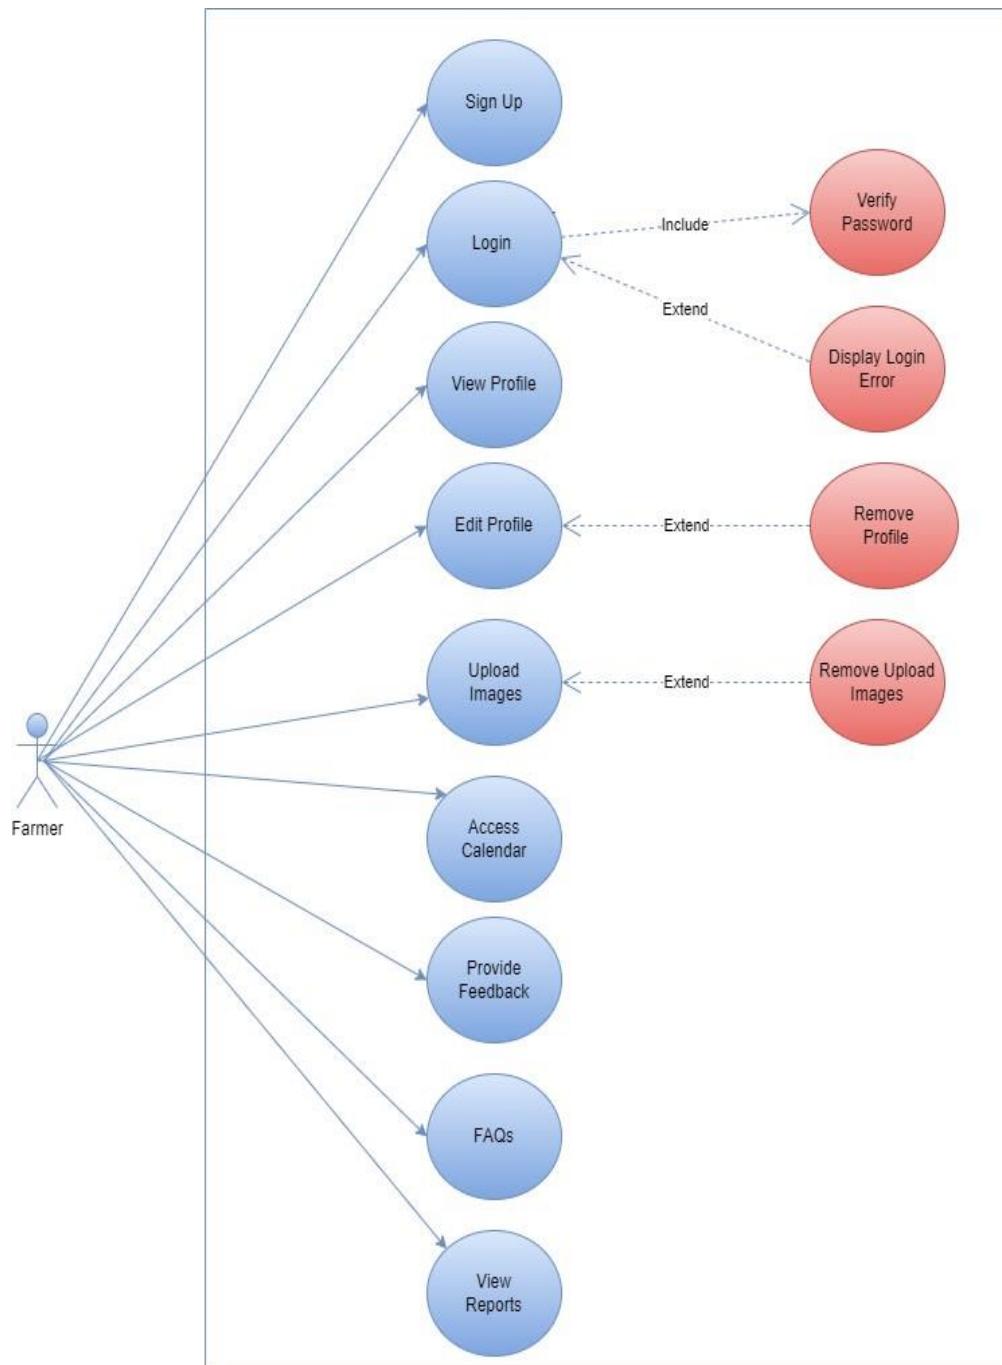 Sign Up
Login
Include
Verify
Password
Extend
Display Login
Error
View Profile
Edit Profile
Extend
Remove
Profile
Upload
Images
Extend
Remove Upload
Images
Farmer
Access
Calendar
Provide
Feedback
FAQs
View
Reports